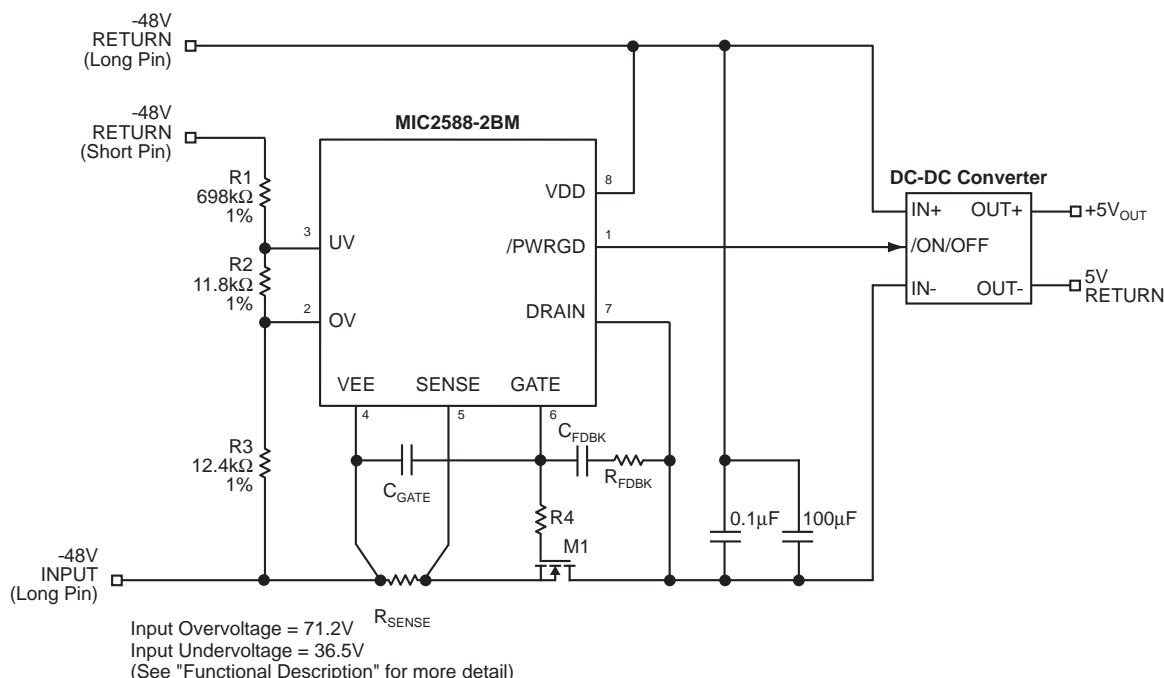 -48V
RETURN
(Long Pin)
-48V
RETURN
(Short Pin)
MIC2588-2BM
R1
698kΩ
1%
VDD
8
DC-DC Converter
IN+
OUT+
+5VOUT
3
UV
/PWRGD
1
/ON/OFF
R2
11.8kΩ
1%
IN-
OUT-
5V
RETURN
2
OV
DRAIN
7
VEE
SENSE
GATE
4
5
6
CFDBK
R3
12.4kΩ
1%
CGATE
RFDBK
R4
0.1µF
100µF
M1
-48V
INPUT
(Long Pin)
RSENSE
Input Overvoltage = 71.2V
Input Undervoltage = 36.5V
(See "Functional Description" for more detail)